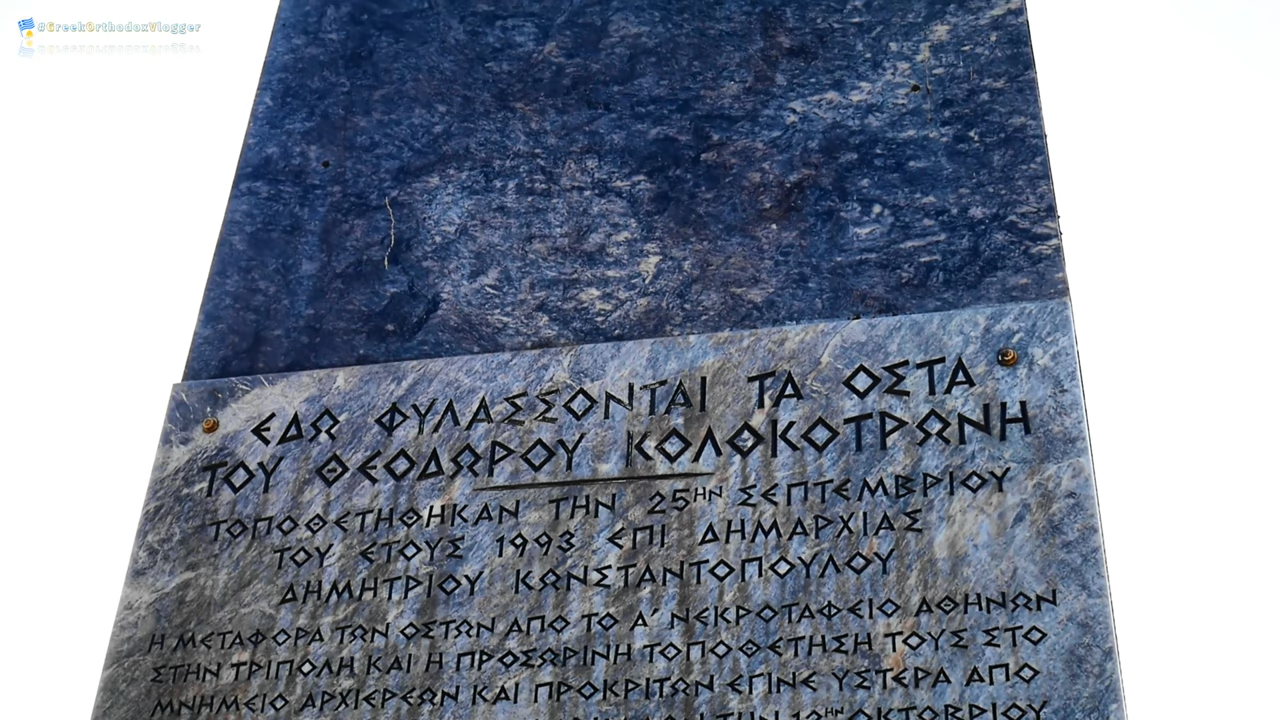 #GreekOrthodoxVlogger
ΕΔΩ ΦΥΛΑΣΣΟΝΤΑΙ ΤΑ ΟΣΤΑ
ΤΟΥ ΘΕΟΔΩΡΟΥ ΚΟΛΟΚΟΤΡΩΝΗ
ΤΟΠΟΘΕΤΗΘΗΚΑΝ ΤΗΝ 25ΗΝ ΣΕΠΤΕΜΒΡΙΟΥ
ΤΟΥ ΕΤΟΥΣ 1993 ΕΠΙ ΔΗΜΑΡΧΙΑΣ
ΔΗΜΗΤΡΙΟΥ ΚΩΝΣΤΑΝΤΟΠΟΥΛΟΥ
Η ΜΕΤΑΦΟΡΑ ΤΩΝ ΟΣΤΩΝ ΑΠΟ ΤΟ Α΄ ΝΕΚΡΟΤΑΦΕΙΟ ΑΘΗΝΩΝ
ΣΤΗΝ ΤΡΙΠΟΛΗ ΚΑΙ Η ΠΡΟΣΩΡΙΝΗ ΤΟΠΟΘΕΤΗΣΗ ΤΟΥΣ ΣΤΟ
ΜΝΗΜΕΙΟ ΑΡΧΙΕΡΕΩΝ ΚΑΙ ΠΡΟΚΡΙΤΩΝ ΕΓΙΝΕ ΥΣΤΕΡΑ ΑΠΟ
ΤΗΝ ΟΚΤΩΒΡΙΟΥ